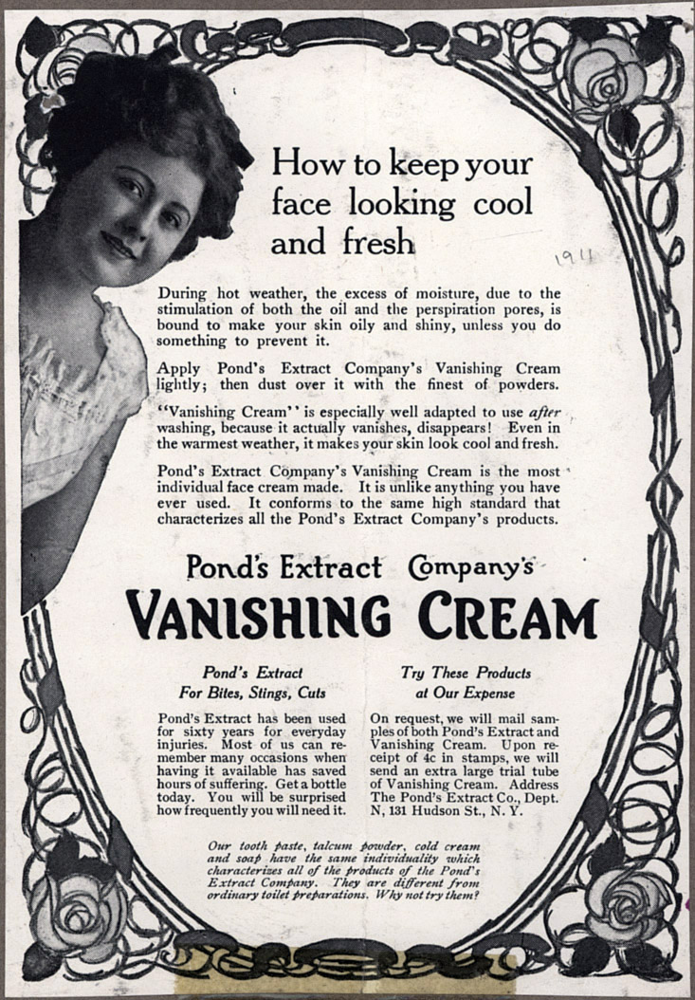 How to keep your
face looking cool
and fresh
1911
During hot weather, the excess of moisture, due to the
stimulation of both the oil and the perspiration pores, is
bound to make your skin oily and shiny, unless you do
something to prevent it.
Apply Pond's Extract Company's Vanishing Cream
lightly; then dust over it with the finest of powders.
"Vanishing Cream" is especially well adapted to use after
washing, because it actually vanishes, disappears! Even in
the warmest weather, it makes your skin look cool and fresh.
Pond's Extract Company's Vanishing Cream is the most
individual face cream made. It is unlike anything you have
ever used. It conforms to the same high standard that
characterizes all the Pond's Extract Company's products.
Pond's Extract Company's
VANISHING CREAM
Pond's Extract
For Bites, Stings, Cuts
Pond's Extract has been used
for sixty years for everyday
injuries. Most of us can re-
member many occasions when
having it available has saved
hours of suffering. Get a bottle
today. You will be surprised
how frequently you will need it.
Try These Products
at Our Expense
On request, we will mail sam-
ples of both Pond's Extract and
Vanishing Cream. Upon re-
ceipt of 4c in stamps, we will
send an extra large trial tube
of Vanishing Cream. Address
The Pond's Extract Co., Dept.
N, 131 Hudson St., N. Y.
Our tooth paste, talcum powder, cold cream
and soap have the same individuality which
characterizes all of the products of the Pond's
Extract Company. They are different from
ordinary toilet preparations. Why not try them?